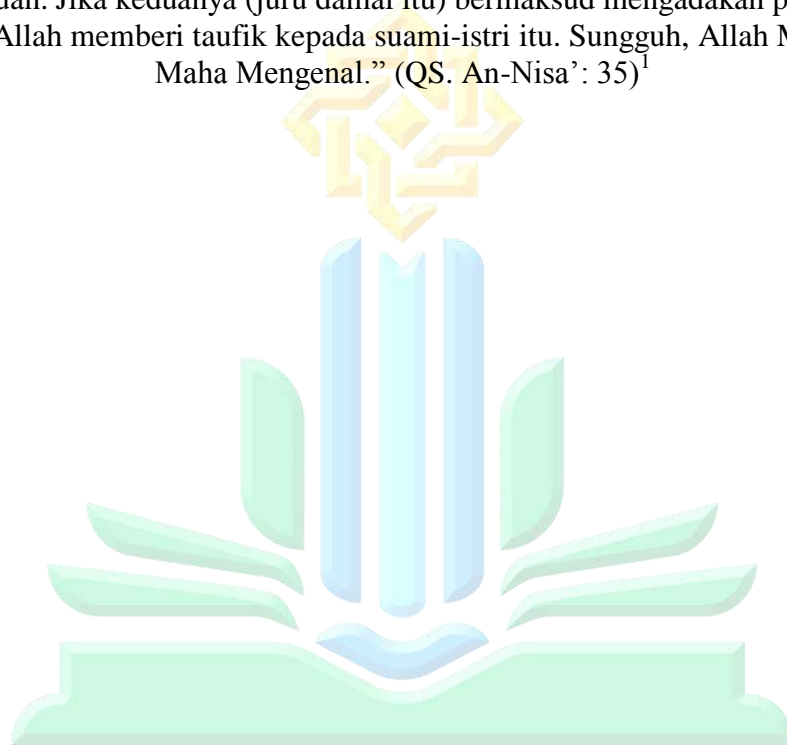 dan. Jika keduanya (juru damai itu) bermaksud mengadakan p
Allah memberi taufik kepada suami-istri itu. Sungguh, Allah M
Maha Mengenal.” (QS. An-Nisa’: 35)1